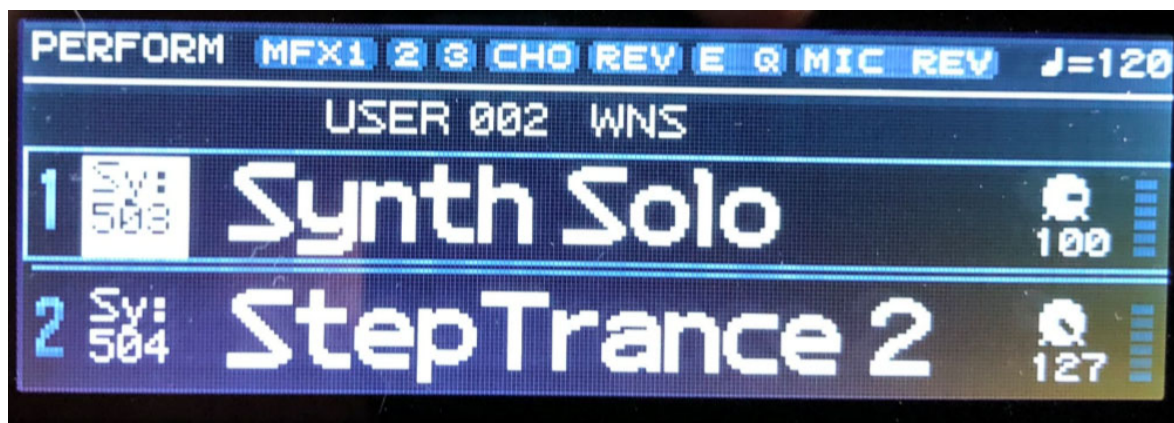 PERFORM MFX1 2 3 CHO REV E Q MIC REV ♩=120
USER 002 WNS
1 Sy: 503 Synth Solo 100
2 Sy: 504 StepTrance 2 127